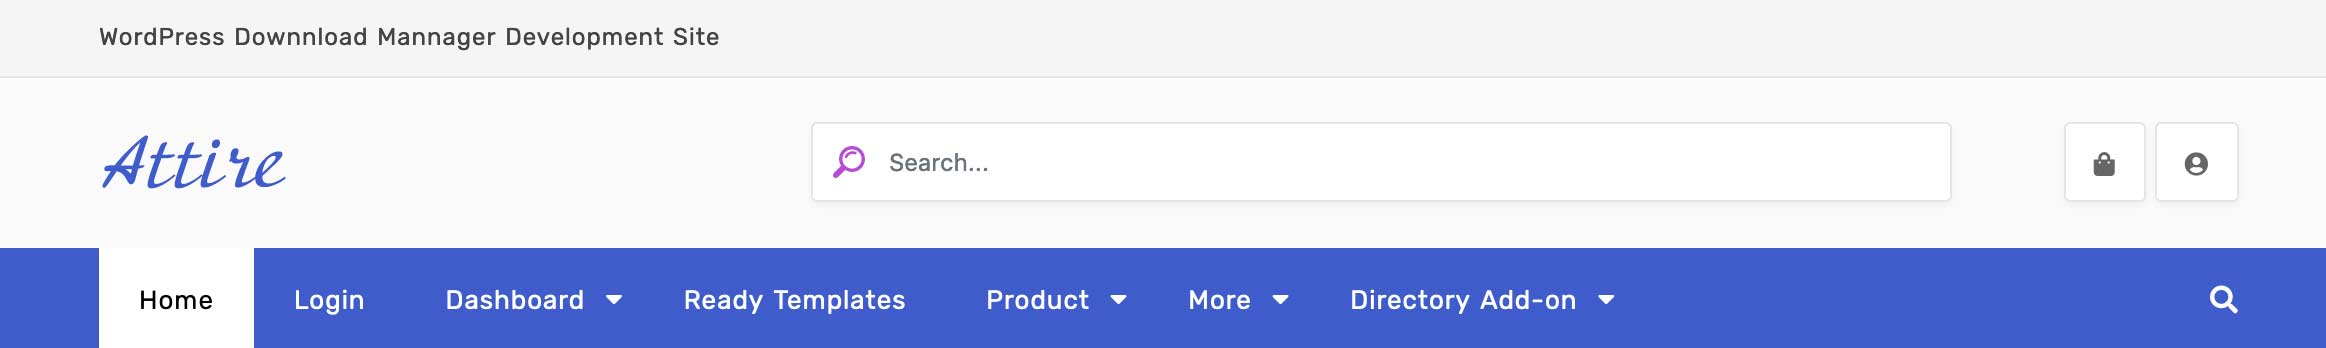 WordPress Downnload Mannager Development Site
Attire
Search...
Home Login Dashboard Ready Templates Product More Directory Add-on